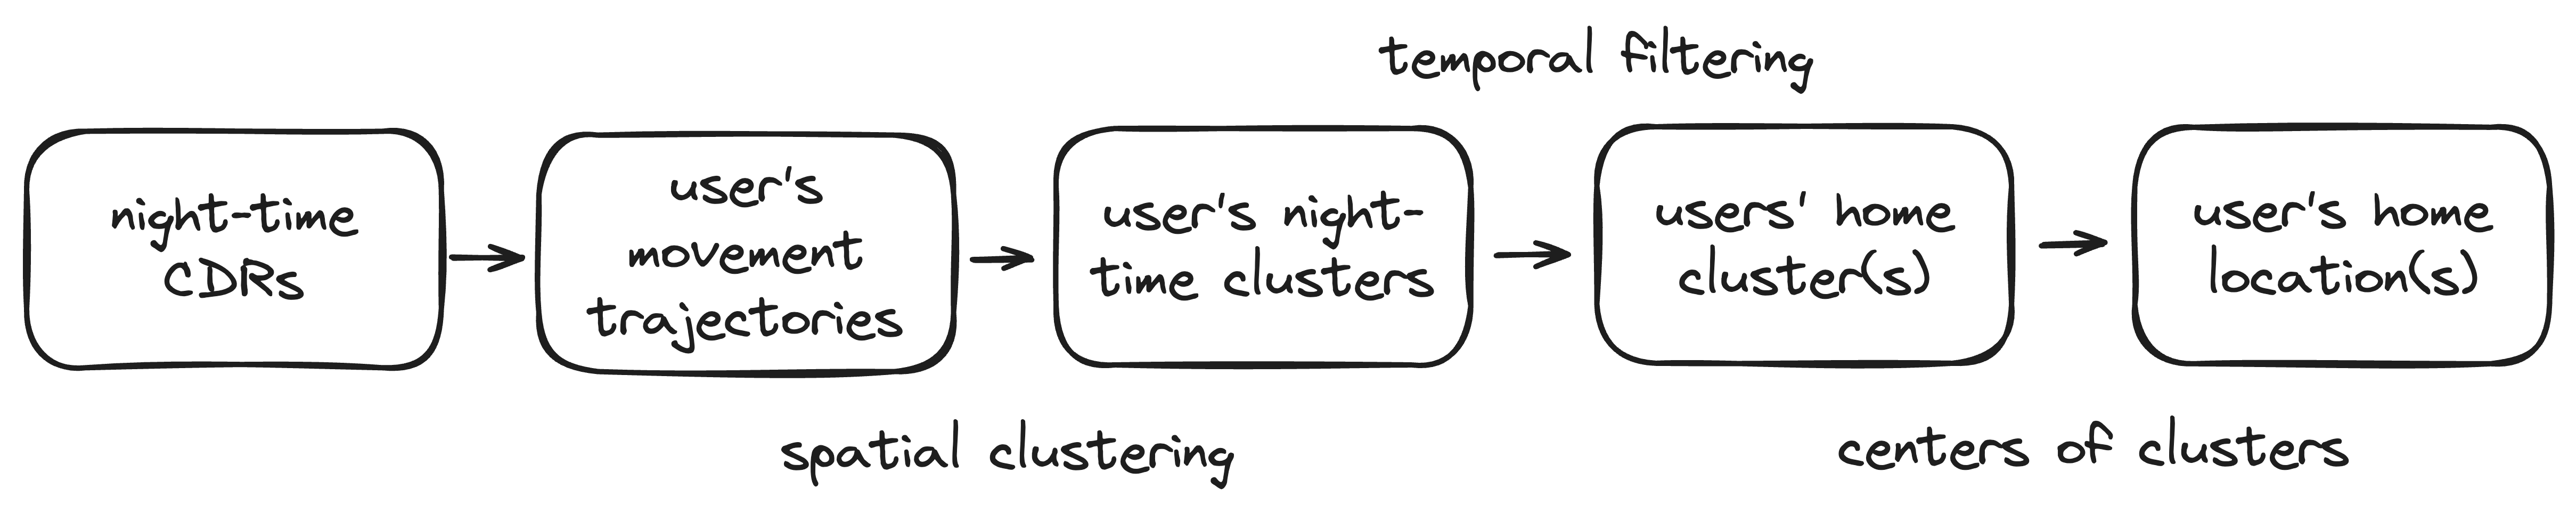 temporal filtering
night-time
CDRs
user's
movement
trajectories
user's night-
time clusters
users' home
cluster(s)
user's home
location(s)
spatial clustering
centers of clusters